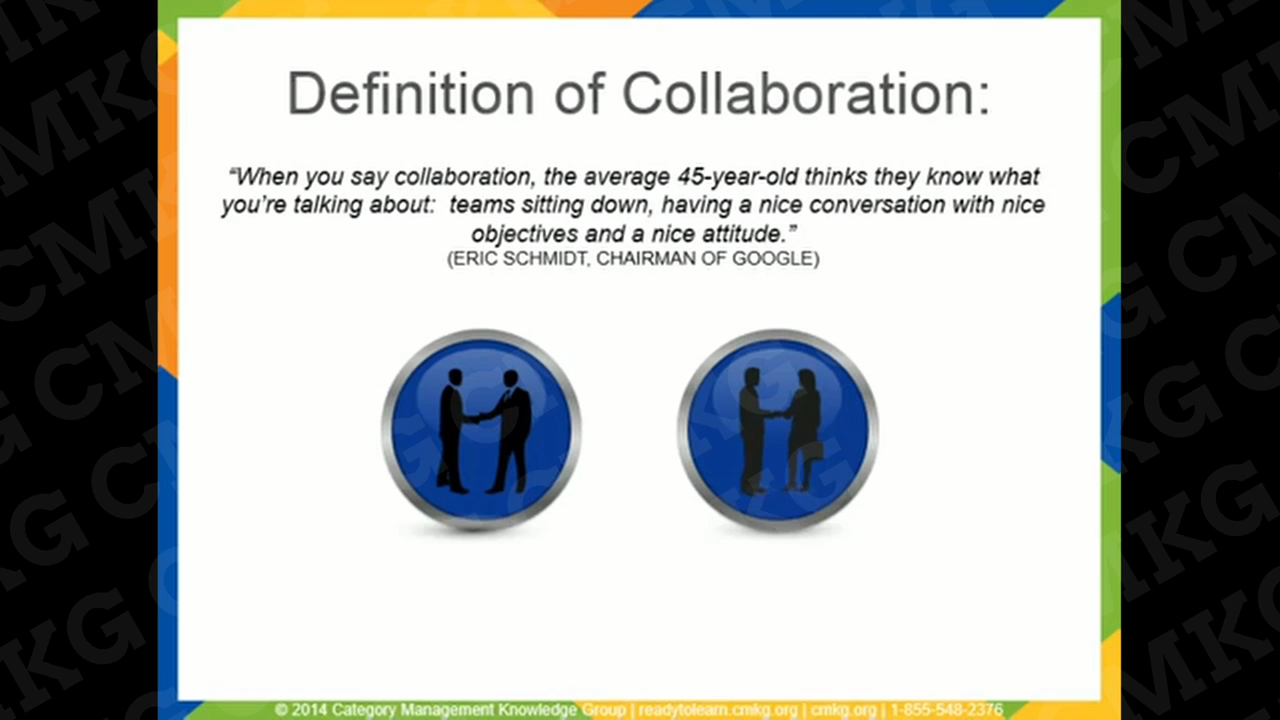 Definition of Collaboration:
“When you say collaboration, the average 45-year-old thinks they know what
you’re talking about:  teams sitting down, having a nice conversation with nice
objectives and a nice attitude.”
(ERIC SCHMIDT, CHAIRMAN OF GOOGLE)
© 2014 Category Management Knowledge Group | readytolearn.cmkg.org | cmkg.org | 1-855-548-2376
CMKG